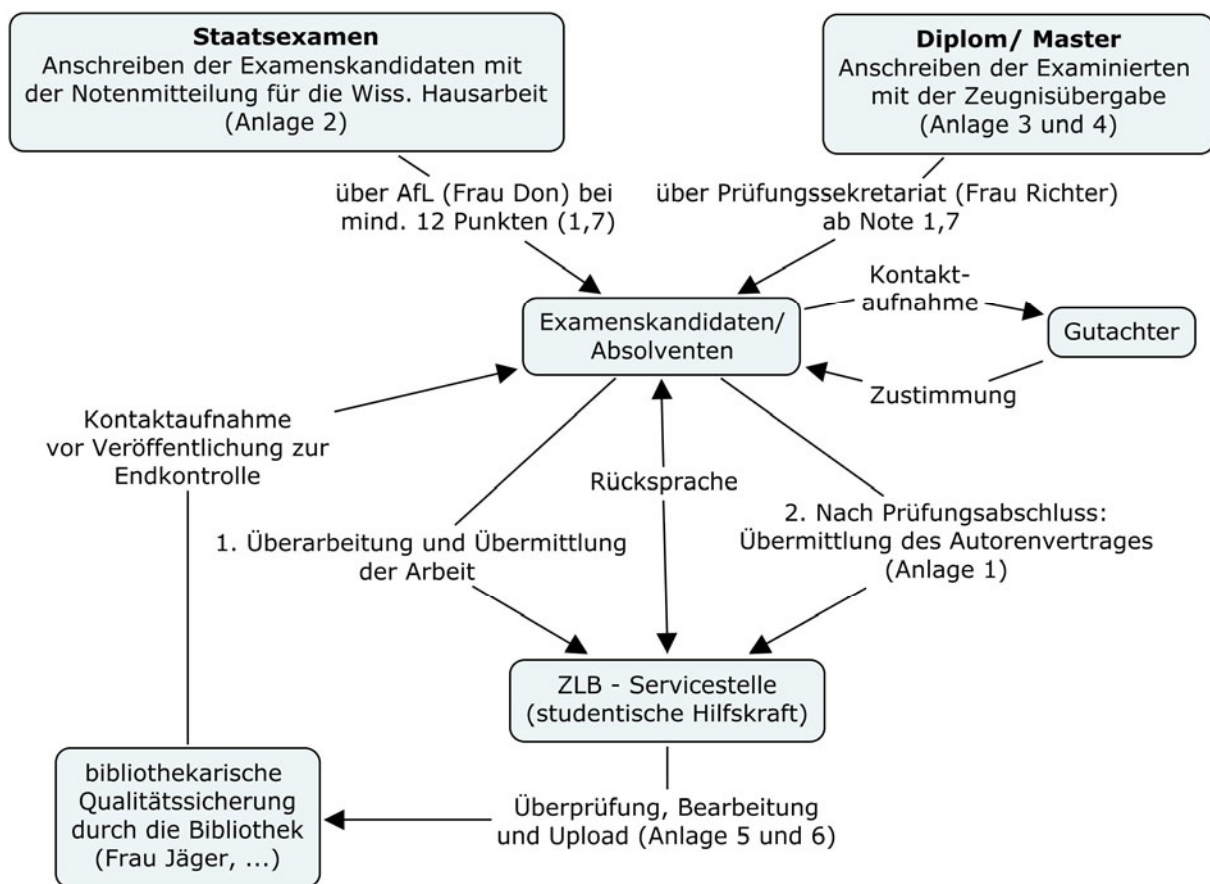 Staatsexamen
Anschreiben der Examenskandidaten mit
der Notenmitteilung für die Wiss. Hausarbeit
(Anlage 2)
Diplom/ Master
Anschreiben der Examinierten
mit der Zeugnisübergabe
(Anlage 3 und 4)
über AfL (Frau Don) bei
mind. 12 Punkten (1,7)
über Prüfungssekretariat (Frau Richter)
ab Note 1,7
Kontakt-
aufnahme
Examenskandidaten/
Absolventen
Gutachter
Zustimmung
Kontaktaufnahme
vor Veröffentlichung zur
Endkontrolle
Rücksprache
1. Überarbeitung und Übermittlung
der Arbeit
2. Nach Prüfungsabschluss:
Übermittlung des Autorenvertrages
(Anlage 1)
ZLB - Servicestelle
(studentische Hilfskraft)
bibliothekarische
Qualitätssicherung
durch die Bibliothek
(Frau Jäger, ...)
Überprüfung, Bearbeitung
und Upload (Anlage 5 und 6)